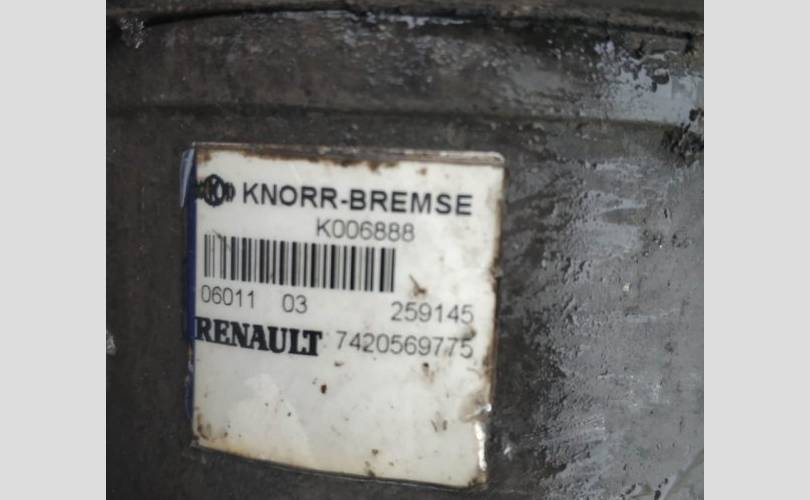 KNORR-BREMSE
K006888
06011 03 259145
RENAULT 7420569775